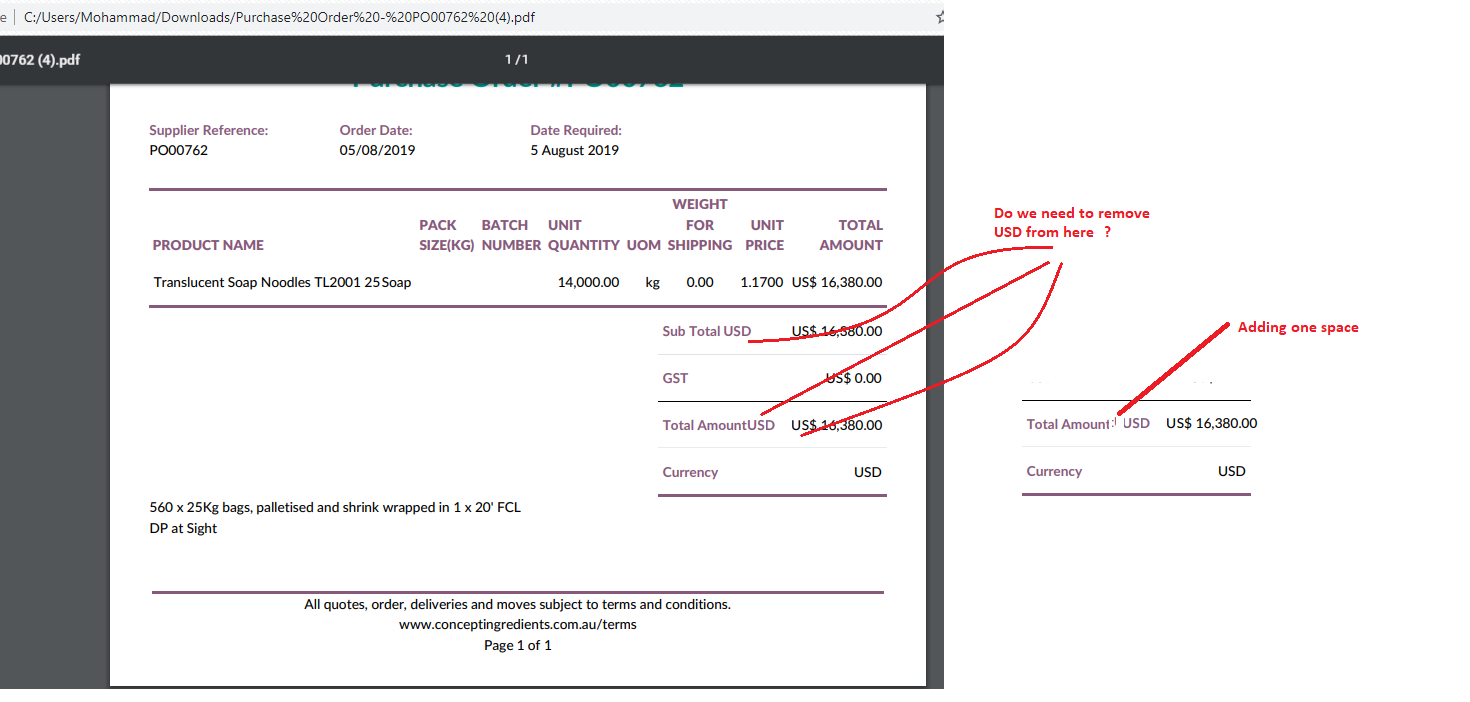 C:/Users/Mohammad/Downloads/Purchase%20Order%20-%20PO00762%20(4).pdf
00762 (4).pdf
1 / 1
Supplier Reference: Order Date: Date Required:
PO00762 05/08/2019 5 August 2019
WEIGHT
PACK BATCH UNIT FOR UNIT TOTAL
PRODUCT NAME SIZE(KG) NUMBER QUANTITY UOM SHIPPING PRICE AMOUNT
Translucent Soap Noodles TL2001 25 Soap 14,000.00 kg 0.00 1.1700 US$ 16,380.00
Sub Total USD US$ 16,380.00
GST US$ 0.00
Total AmountUSD US$ 16,380.00
Currency USD
560 x 25Kg bags, palletised and shrink wrapped in 1 x 20' FCL
DP at Sight
All quotes, order, deliveries and moves subject to terms and conditions.
www.conceptingredients.com.au/terms
Page 1 of 1
Do we need to remove
USD from here ?
Adding one space
Total Amount USD US$ 16,380.00
Currency USD